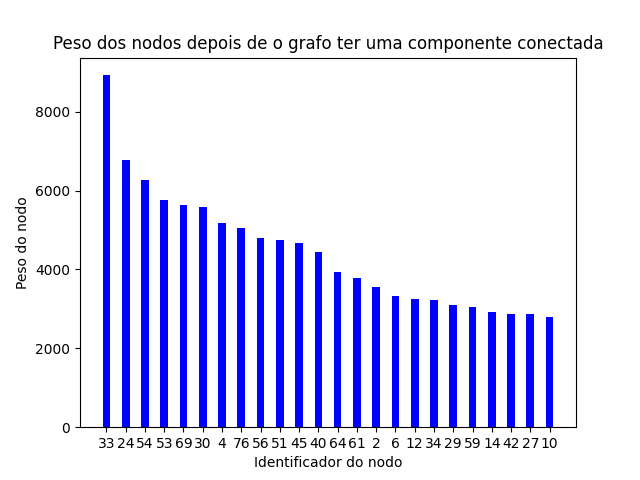 Peso dos nodos depois de o grafo ter uma componente conectada
8000
6000
4000
2000
0
Peso do nodo
33 24 54 53 69 30 4 76 56 51 45 40 64 61 2 6 12 34 29 59 14 42 27 10
Identificador do nodo